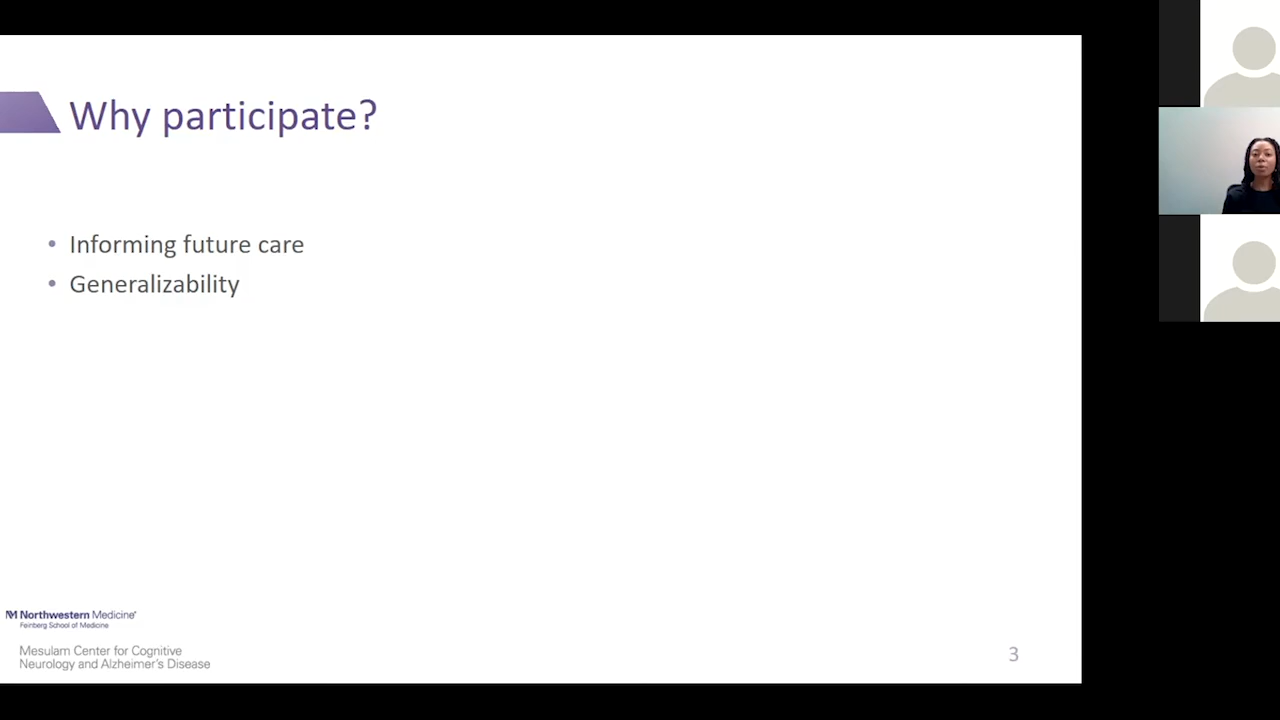 Why participate?
• Informing future care
• Generalizability
Northwestern Medicine®
Feinberg School of Medicine
Mesulam Center for Cognitive
Neurology and Alzheimer's Disease
3